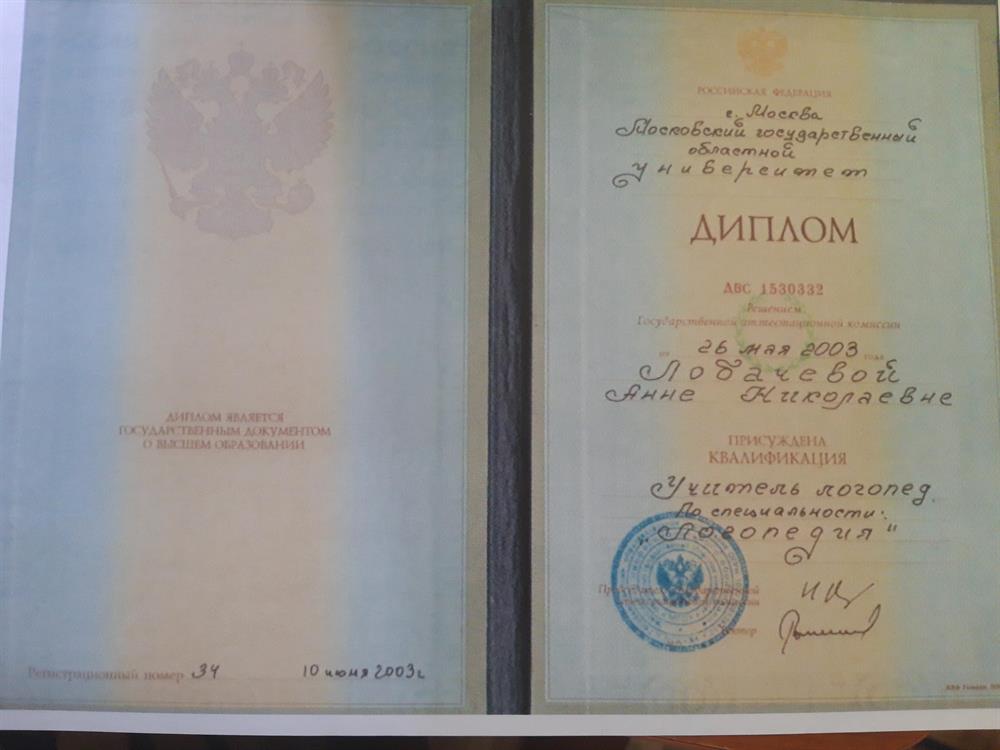 ДИПЛОМ ЯВЛЯЕТСЯ
ГОСУДАРСТВЕННЫМ ДОКУМЕНТОМ
О ВЫСШЕМ ОБРАЗОВАНИИ
Регистрационный номер 34 10 июня 2003г
РОССИЙСКАЯ ФЕДЕРАЦИЯ
г. Москва
Московский государственный
областной
университет
ДИПЛОМ
ДВС 1530332
Решением
Государственной аттестационной комиссии
от 26 мая 2003 года
Лобачевой
Анне Николаевне
ПРИСУЖДЕНА
КВАЛИФИКАЦИЯ
Учитель логопед.
По специальности:
„Логопедия"
Ректор